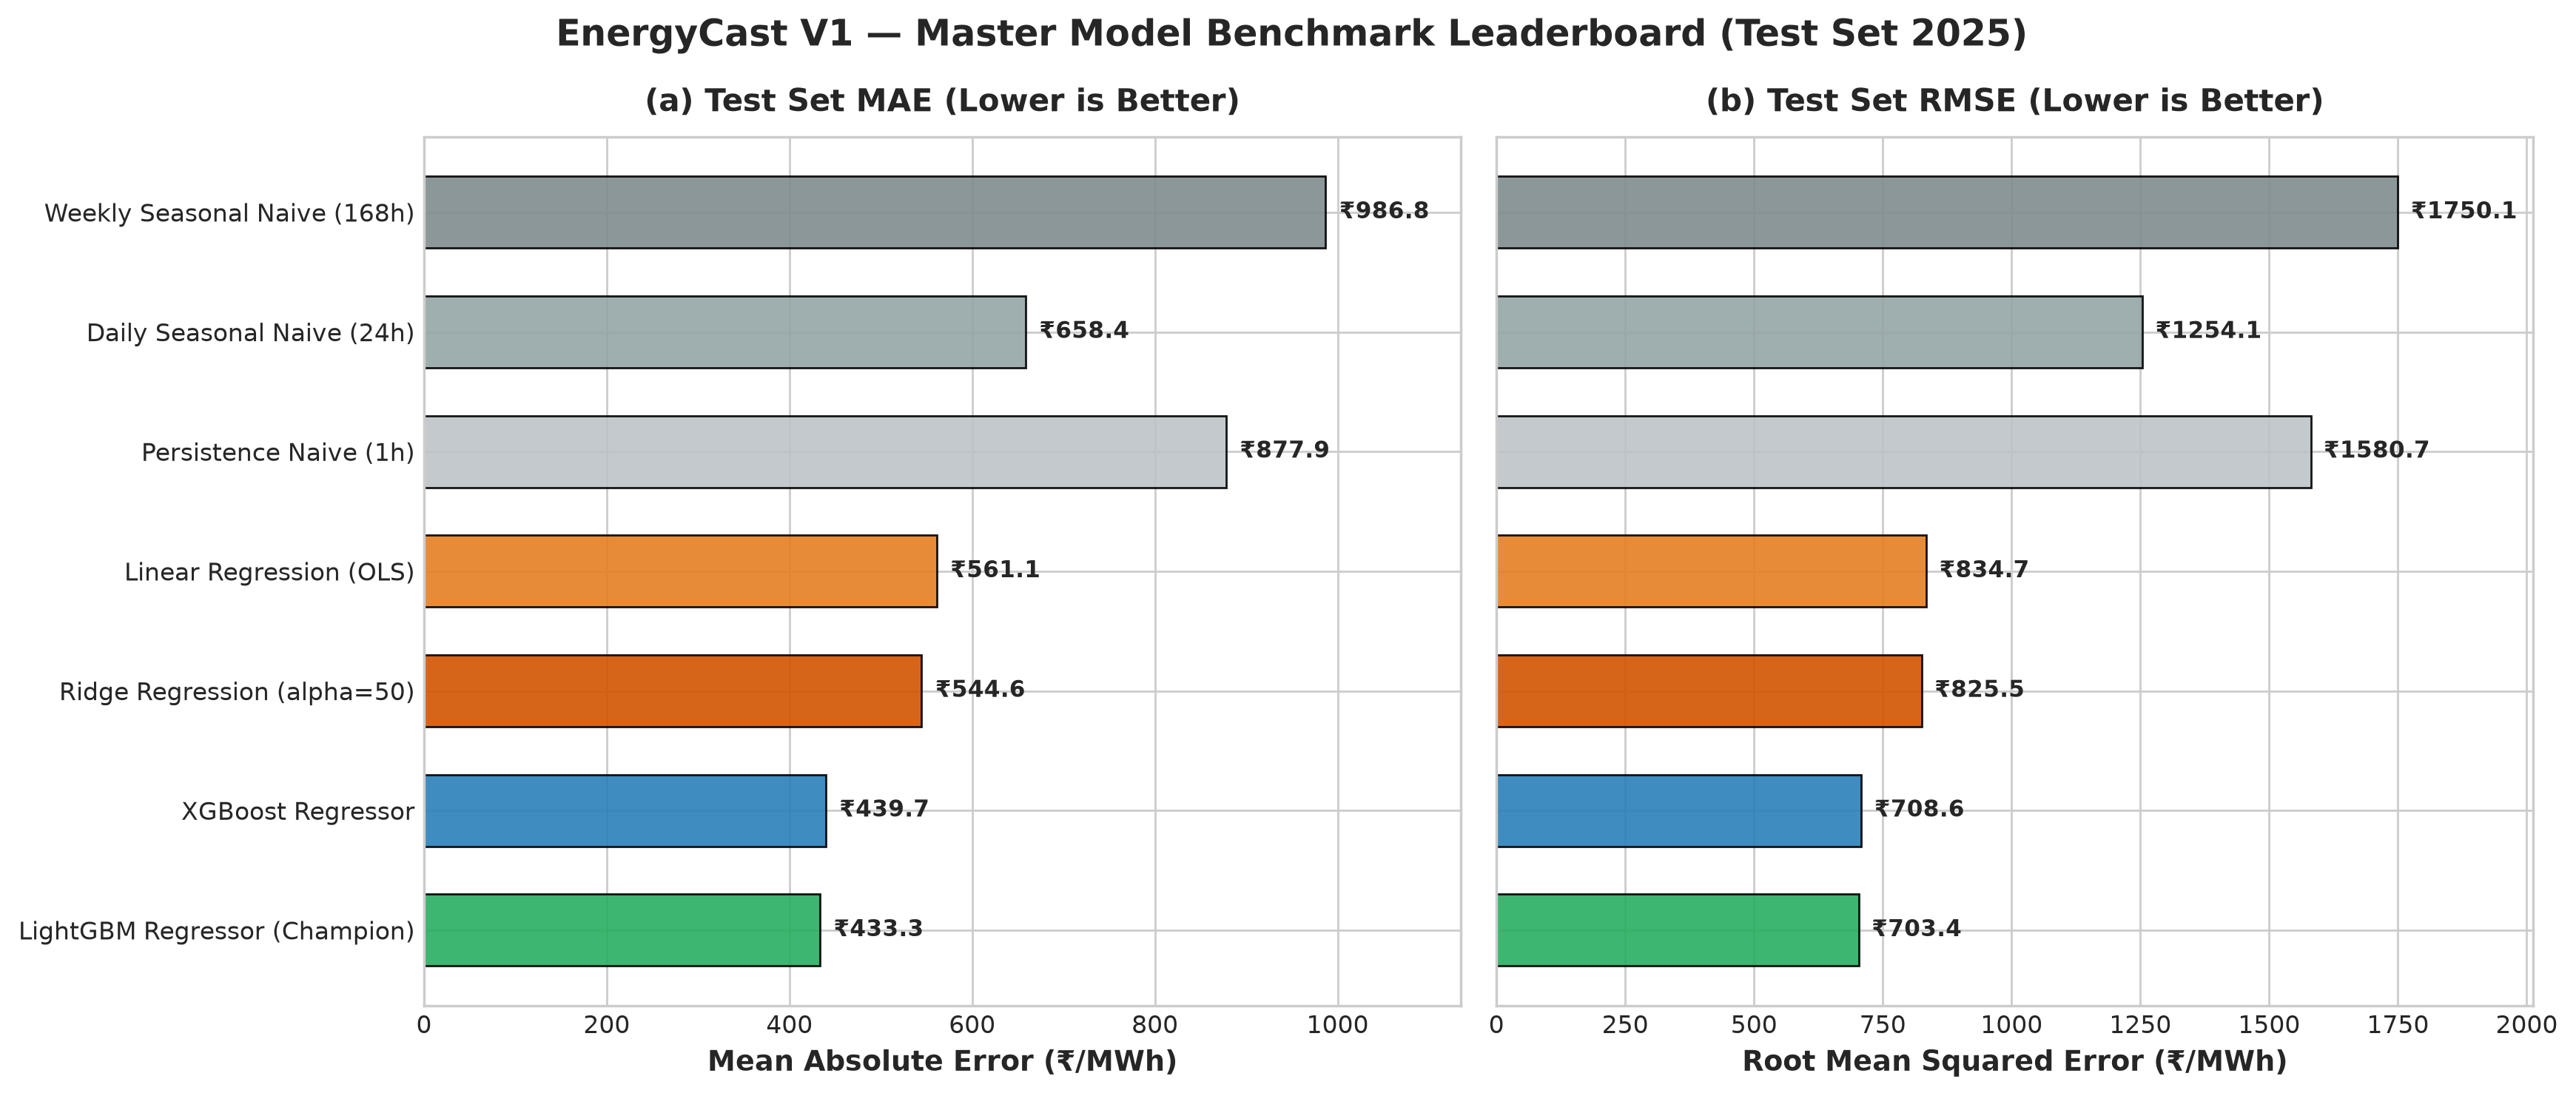 EnergyCast V1 — Master Model Benchmark Leaderboard (Test Set 2025)
(a) Test Set MAE (Lower is Better)
Weekly Seasonal Naive (168h)
₹986.8
Daily Seasonal Naive (24h)
₹658.4
Persistence Naive (1h)
₹877.9
Linear Regression (OLS)
₹561.1
Ridge Regression (alpha=50)
₹544.6
XGBoost Regressor
₹439.7
LightGBM Regressor (Champion)
₹433.3
0 200 400 600 800 1000
Mean Absolute Error (₹/MWh)
(b) Test Set RMSE (Lower is Better)
₹1750.1
₹1254.1
₹1580.7
₹834.7
₹825.5
₹708.6
₹703.4
0 250 500 750 1000 1250 1500 1750 2000
Root Mean Squared Error (₹/MWh)